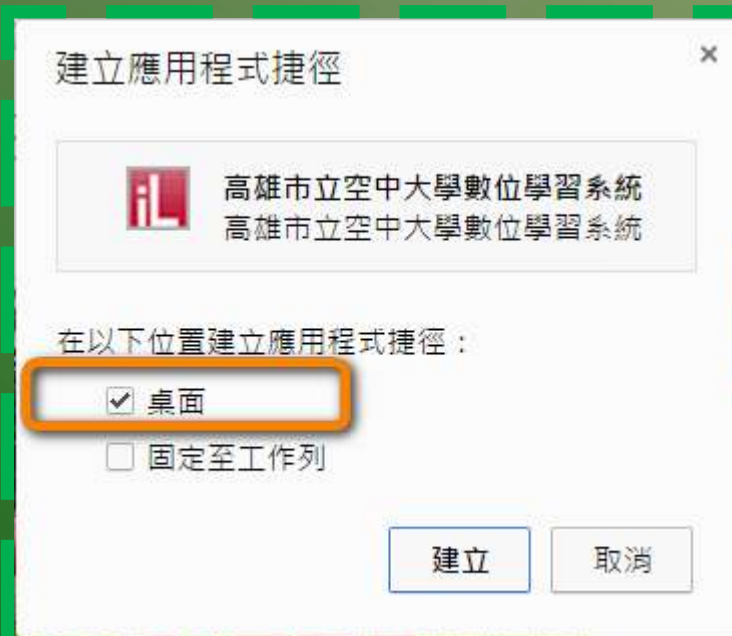 建立應用程式捷徑
×
iL
高雄市立空中大學數位學習系統
高雄市立空中大學數位學習系統
在以下位置建立應用程式捷徑：
桌面
固定至工作列
建立
取消